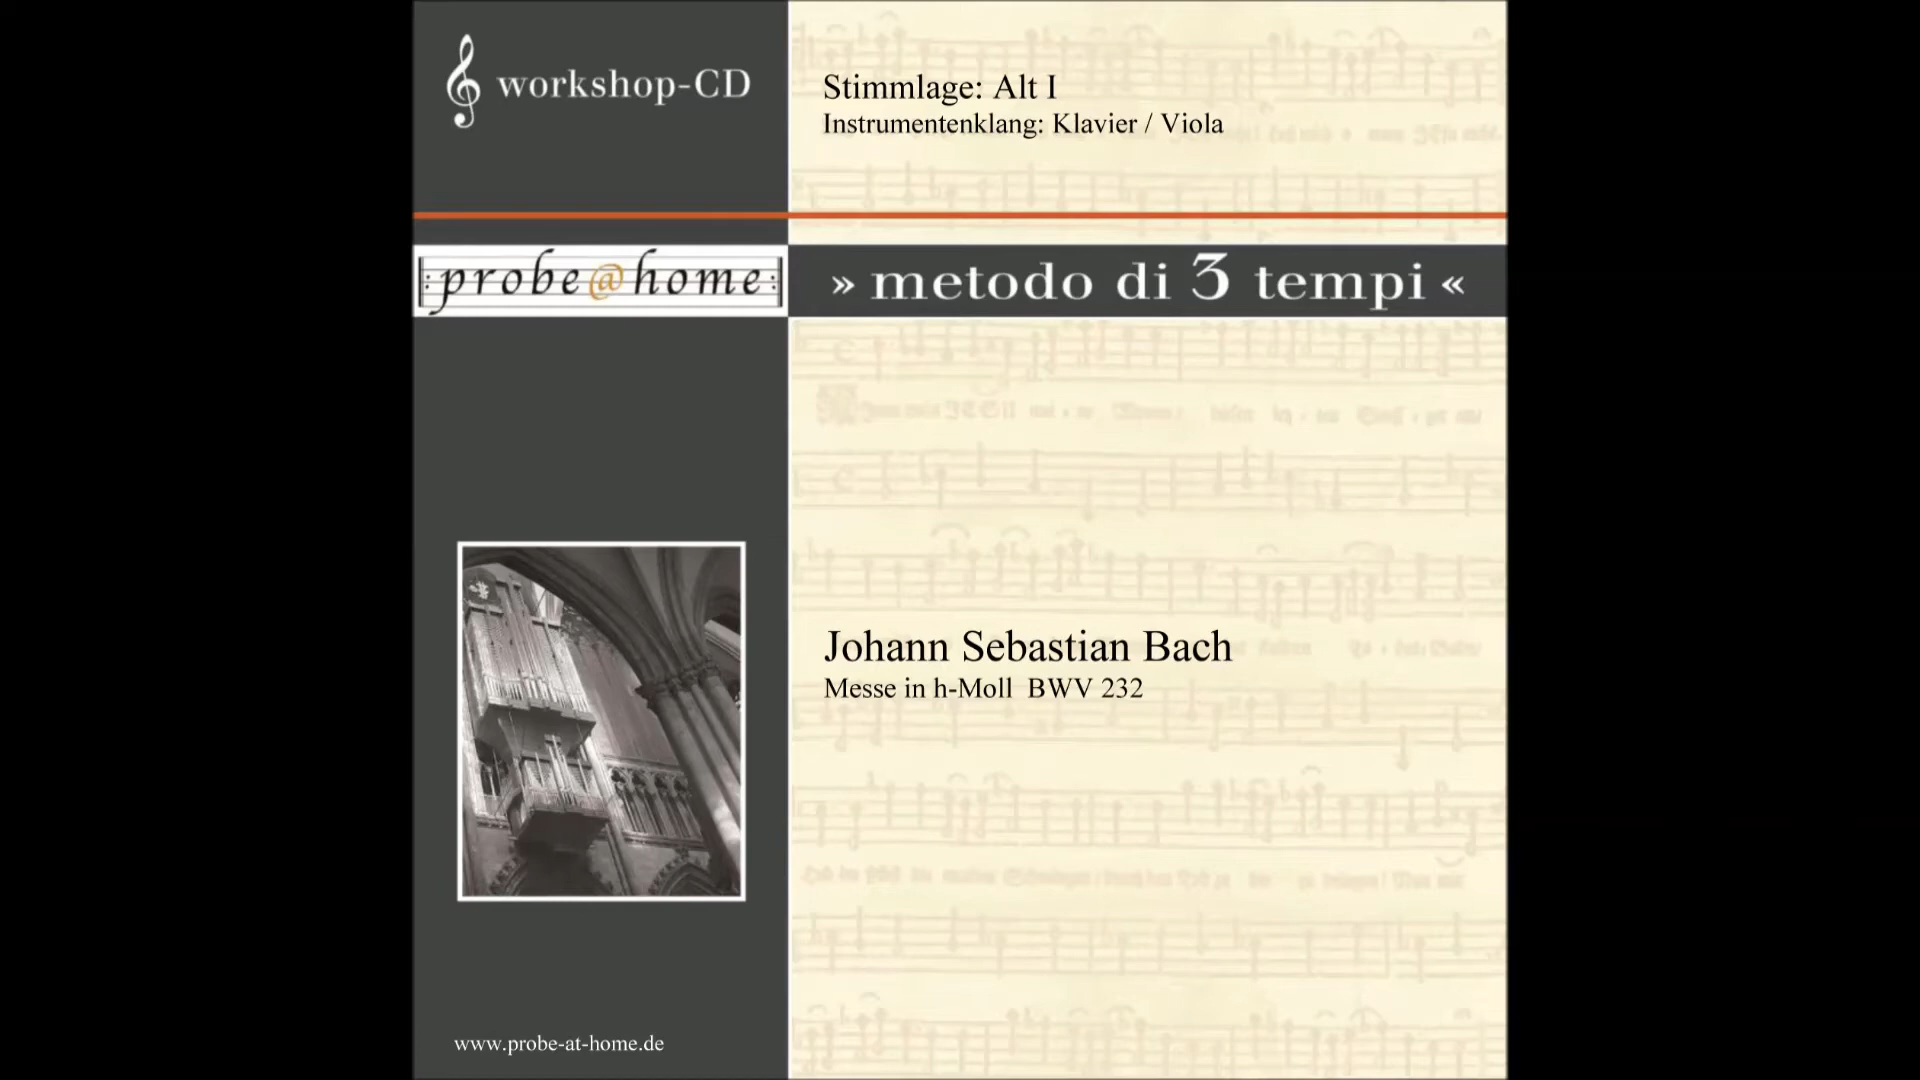 workshop-CD
Stimmlage: Alt I
Instrumentenklang: Klavier / Viola
probe@home
» metodo di 3 tempi «
Johann Sebastian Bach
Messe in h-Moll BWV 232
www.probe-at-home.de